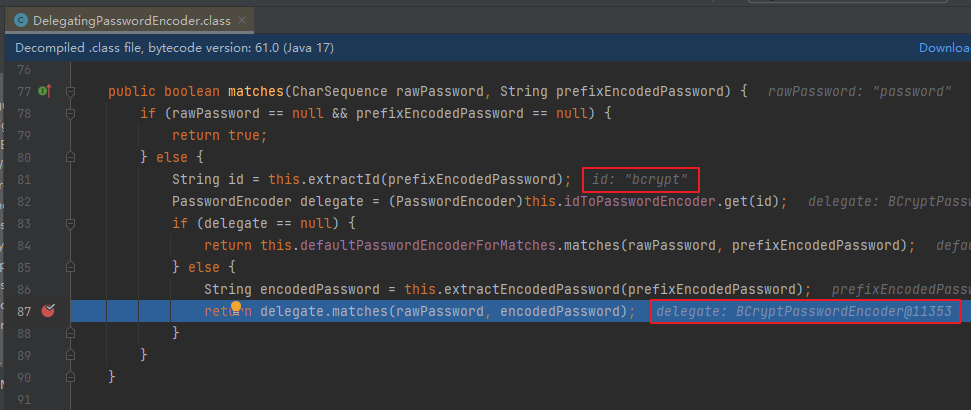 DelegatingPasswordEncoder.class
Decompiled .class file, bytecode version: 61.0 (Java 17) Downloa
76
77 public boolean matches(CharSequence rawPassword, String prefixEncodedPassword) { rawPassword: "password"
78 if (rawPassword == null && prefixEncodedPassword == null) {
79 return true;
80 } else {
81 String id = this.extractId(prefixEncodedPassword); id: "bcrypt"
82 PasswordEncoder delegate = (PasswordEncoder)this.idToPasswordEncoder.get(id); delegate: BCryptPassw
83 if (delegate == null) {
84 return this.defaultPasswordEncoderForMatches.matches(rawPassword, prefixEncodedPassword); defau
85 } else {
86 String encodedPassword = this.extractEncodedPassword(prefixEncodedPassword); prefixEncodedPassw
87 return delegate.matches(rawPassword, encodedPassword); delegate: BCryptPasswordEncoder@11353
88 }
89 }
90 }
91